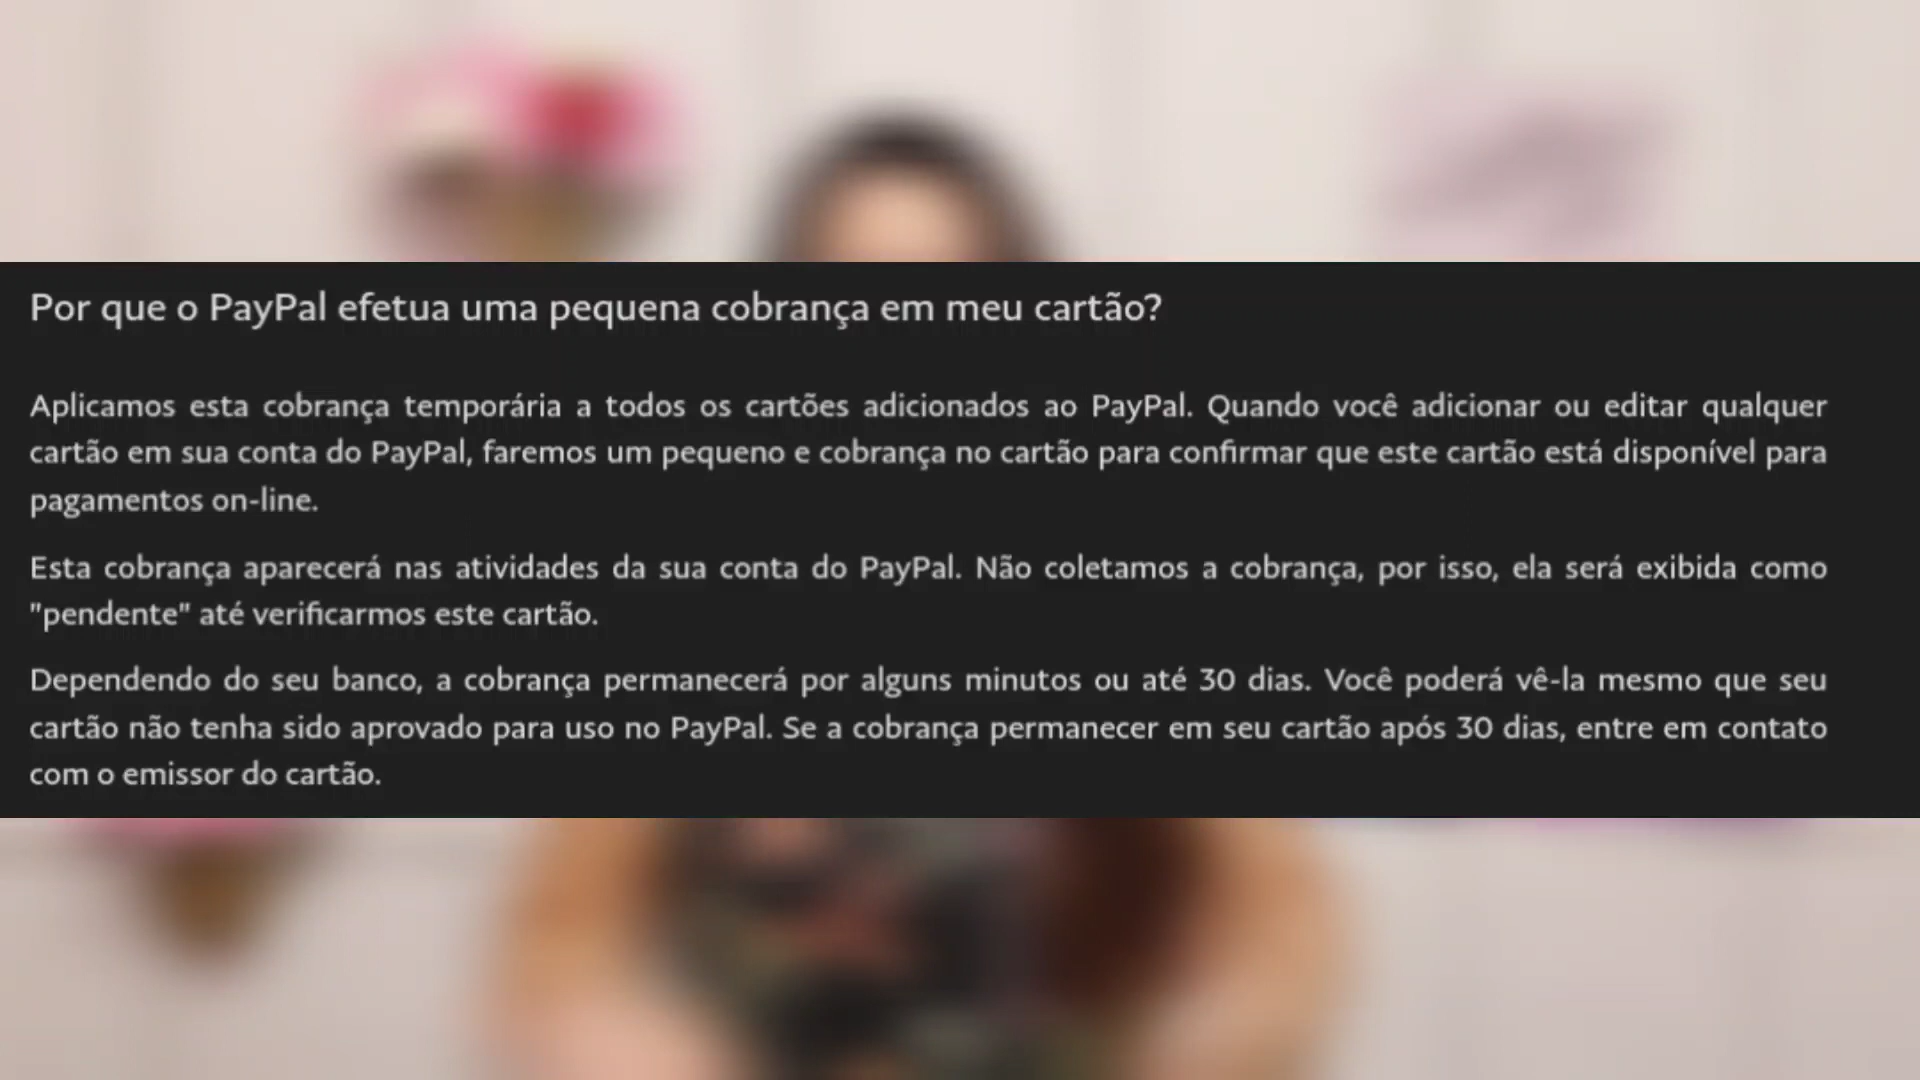 Por que o PayPal efetua uma pequena cobrança em meu cartão?
Aplicamos esta cobrança temporária a todos os cartões adicionados ao PayPal. Quando você adicionar ou editar qualquer
cartão em sua conta do PayPal, faremos um pequeno e cobrança no cartão para confirmar que este cartão está disponível para
pagamentos on-line.
Esta cobrança aparecerá nas atividades da sua conta do PayPal. Não coletamos a cobrança, por isso, ela será exibida como
"pendente" até verificarmos este cartão.
Dependendo do seu banco, a cobrança permanecerá por alguns minutos ou até 30 dias. Você poderá vê-la mesmo que seu
cartão não tenha sido aprovado para uso no PayPal. Se a cobrança permanecer em seu cartão após 30 dias, entre em contato
com o emissor do cartão.